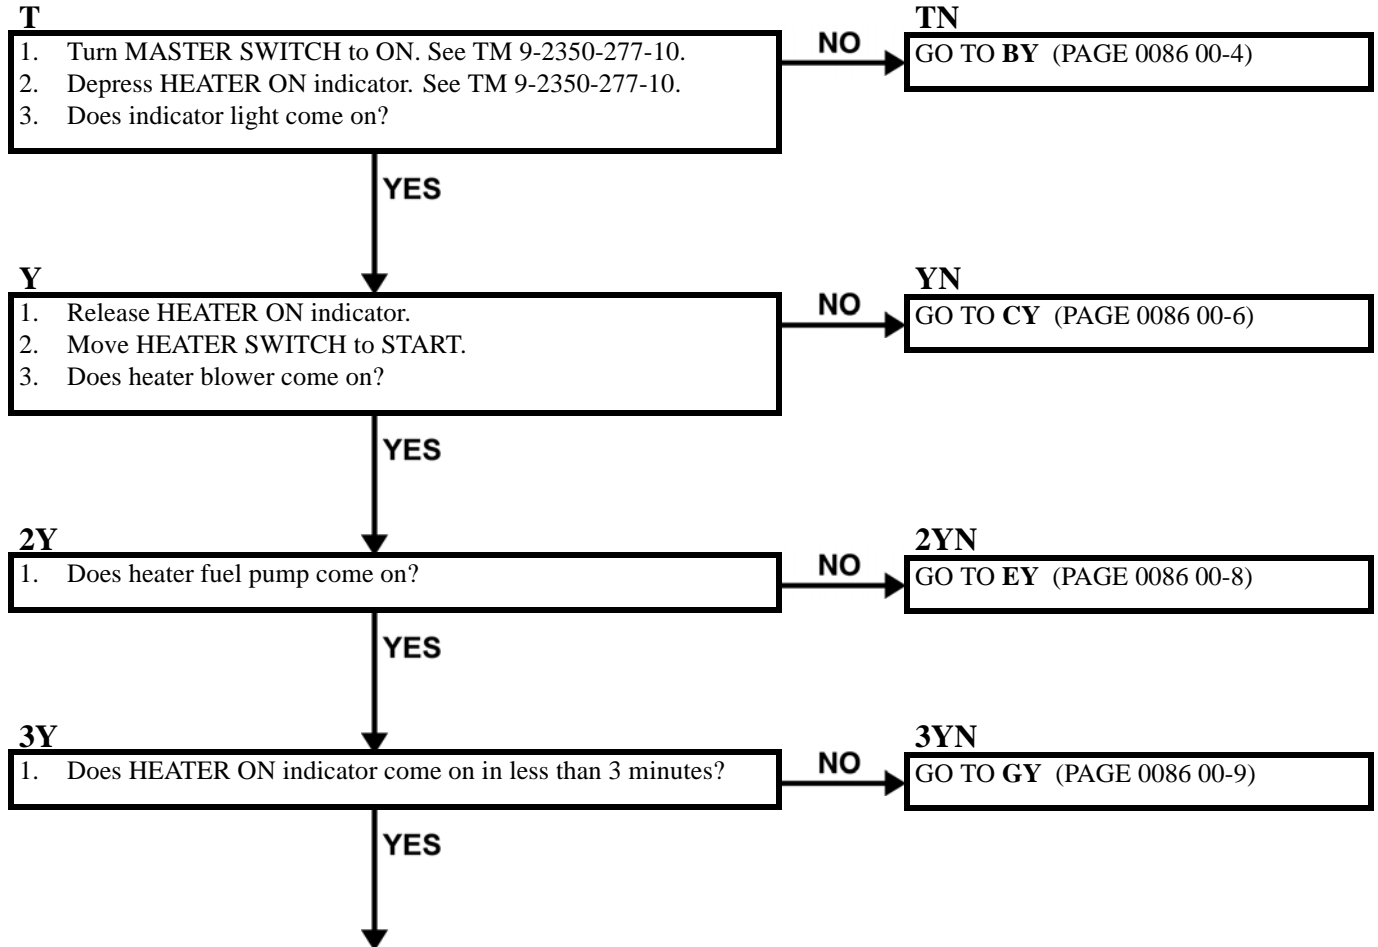 T
1. Turn MASTER SWITCH to ON. See TM 9-2350-277-10.
2. Depress HEATER ON indicator. See TM 9-2350-277-10.
3. Does indicator light come on?
NO
TN
GO TO BY (PAGE 0086 00-4)
YES
Y
1. Release HEATER ON indicator.
2. Move HEATER SWITCH to START.
3. Does heater blower come on?
NO
YN
GO TO CY (PAGE 0086 00-6)
YES
2Y
1. Does heater fuel pump come on?
NO
2YN
GO TO EY (PAGE 0086 00-8)
YES
3Y
1. Does HEATER ON indicator come on in less than 3 minutes?
NO
3YN
GO TO GY (PAGE 0086 00-9)
YES